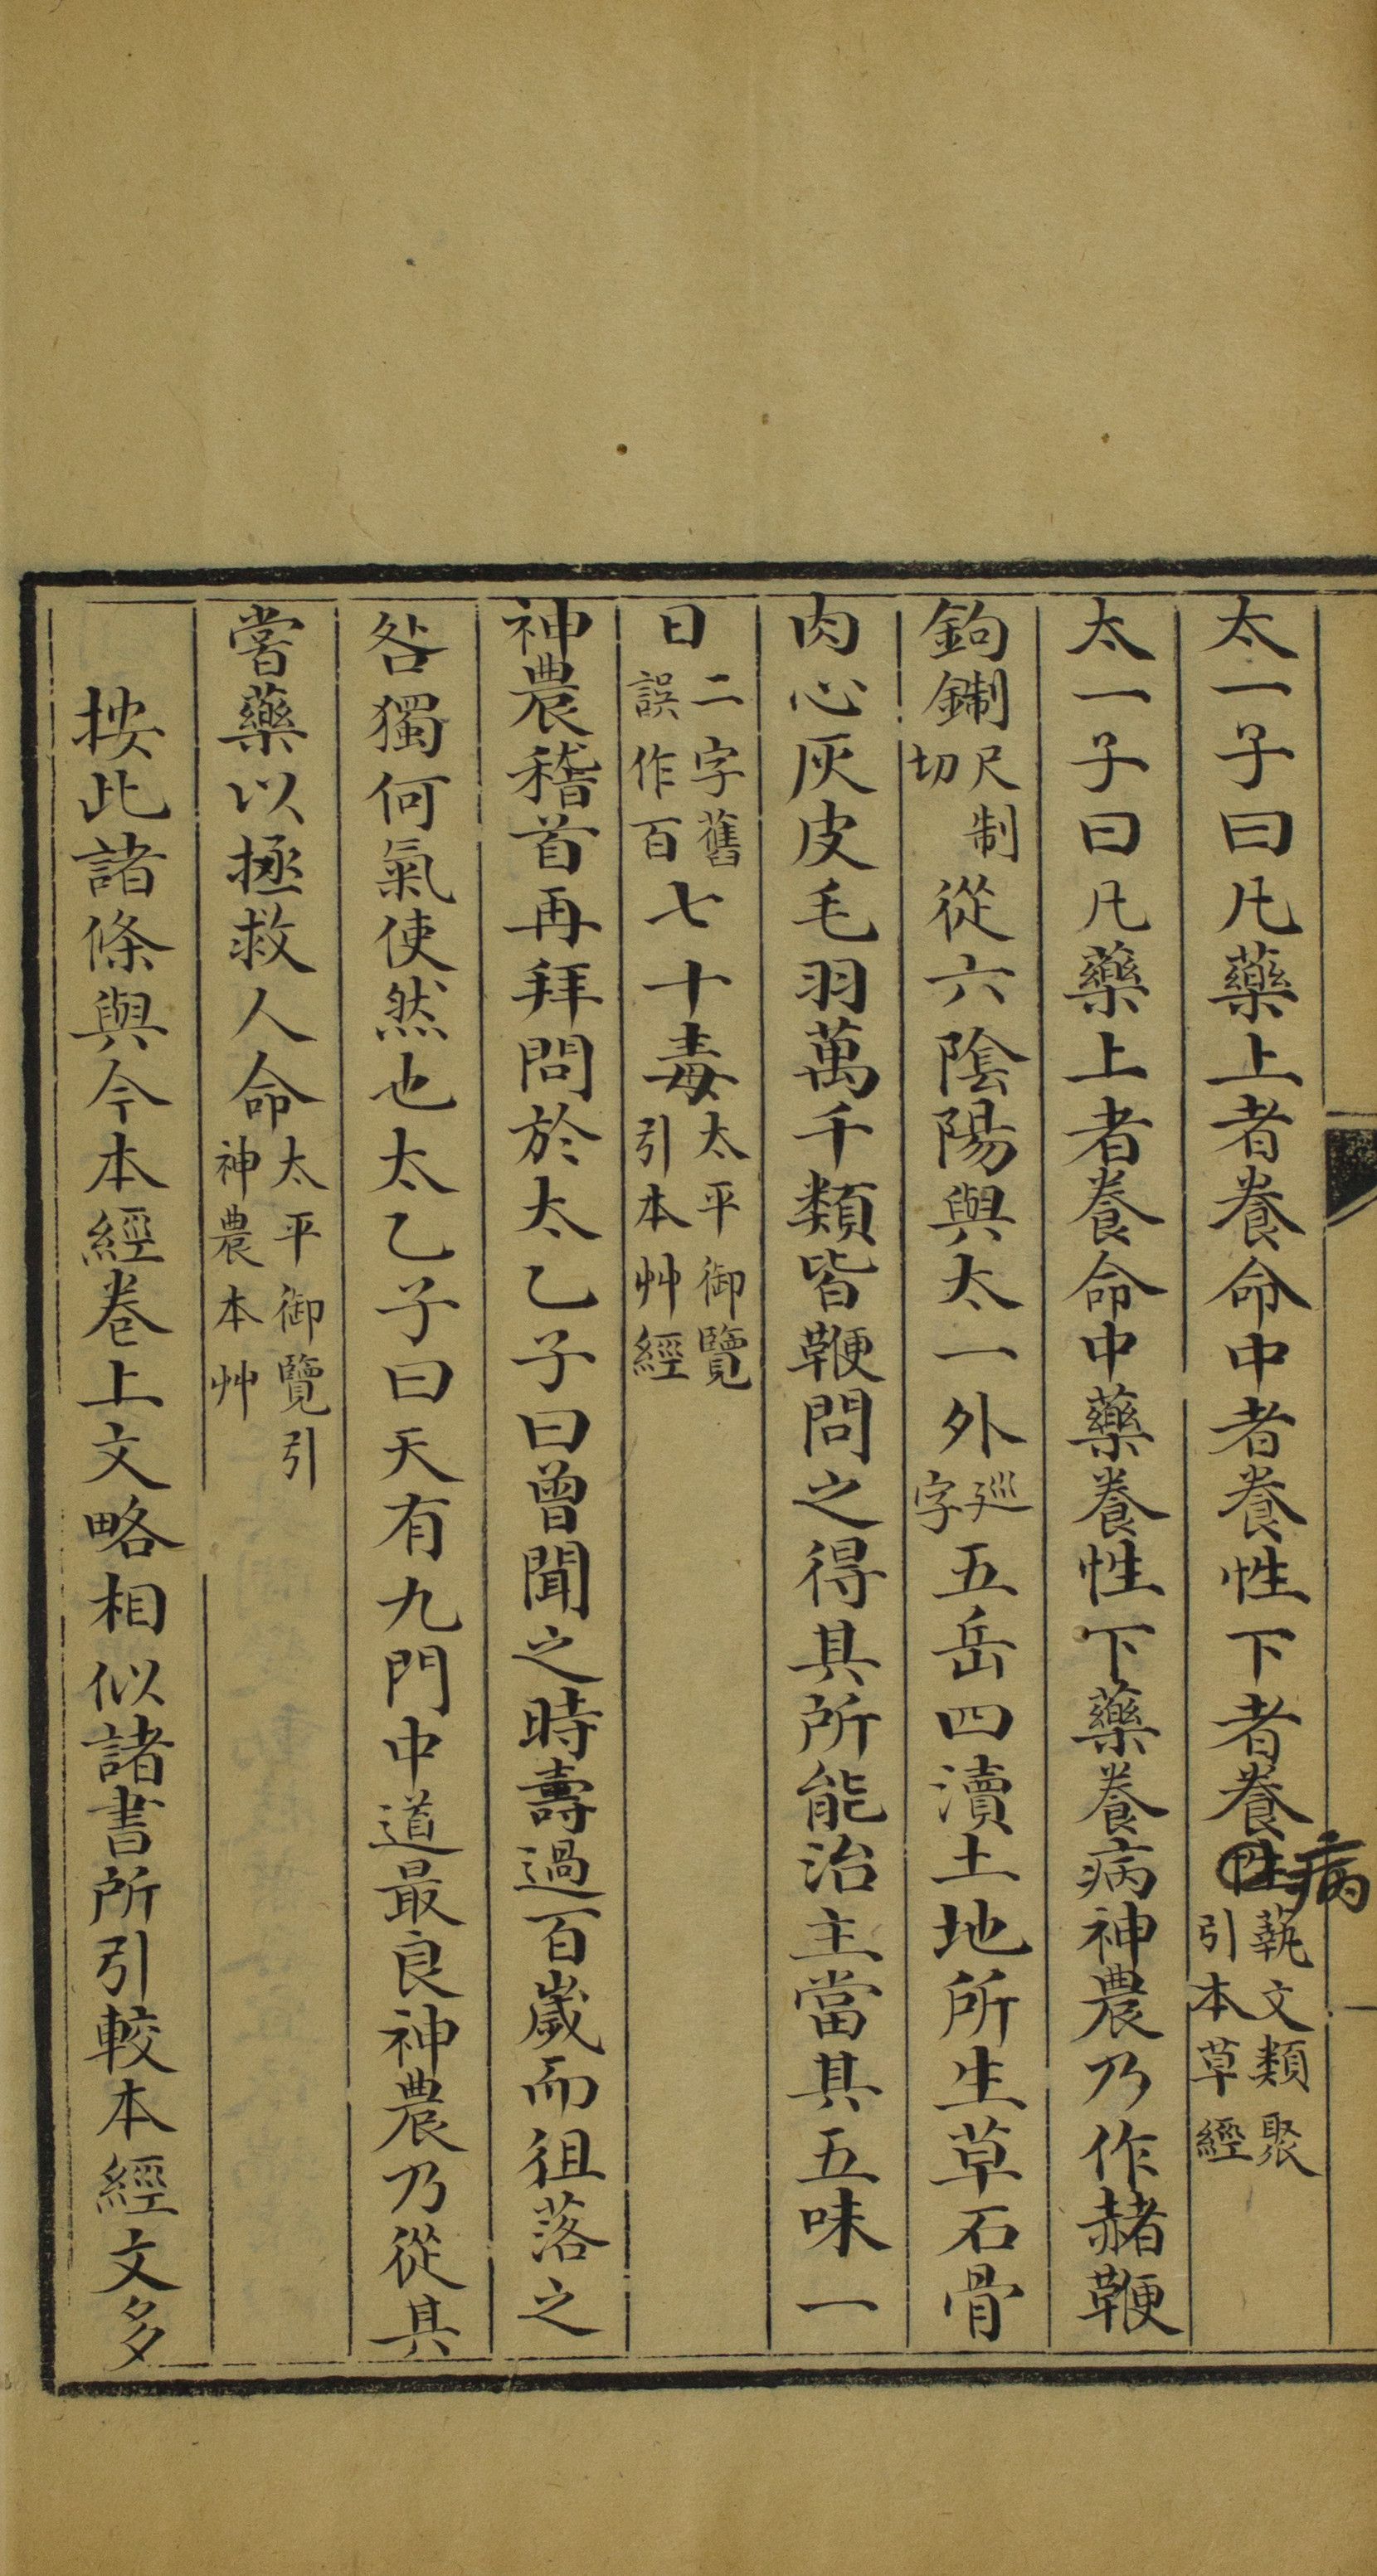 太一子曰凡藥上者養命中者養性下者養性病藝文類聚引本草經
太一子曰凡藥上者養命中藥養性下藥養病神農乃作赭鞭
鉤鍘尺制切從六陰陽與太一外巡字五岳四瀆土地所生草石骨
肉心灰皮毛羽萬千類皆鞭問之得其所能治主當其五味一
日二字舊誤作百七十毒太平御覽引本艸經
神農稽首再拜問於太乙子曰曾聞之時壽過百歲而徂落之
咎獨何氣使然也太乙子曰天有九門中道最良神農乃從其
嘗藥以拯救人命太平御覽引神農本艸
按此諸條與今本經卷上文略相似諸書所引較本經文多